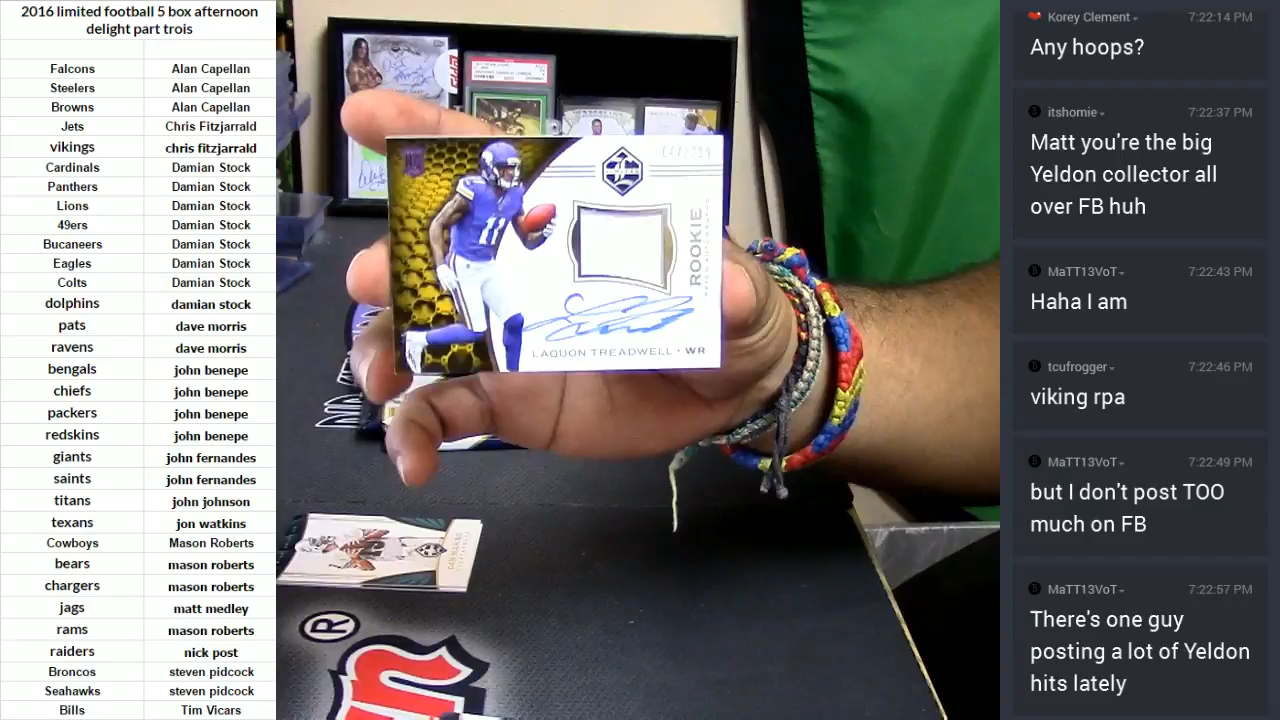 2016 limited football 5 box afternoon
delight part trois
Falcons Alan Capellan
Steelers Alan Capellan
Browns Alan Capellan
Jets Chris Fitzjarrald
vikings chris fitzjarrald
Cardinals Damian Stock
Panthers Damian Stock
Lions Damian Stock
49ers Damian Stock
Bucaneers Damian Stock
Eagles Damian Stock
Colts Damian Stock
dolphins damian stock
pats dave morris
ravens dave morris
bengals john benepe
chiefs john benepe
packers john benepe
redskins john benepe
giants john fernandes
saints john fernandes
titans john johnson
texans jon watkins
Cowboys Mason Roberts
bears mason roberts
chargers mason roberts
jags matt medley
rams mason roberts
raiders nick post
Broncos steven pidcock
Seahawks steven pidcock
Bills Tim Vicars
11
ROOKIE
LAQUON TREADWELL • WR
®
Korey Clement 7:22:14 PM
Any hoops?
itshomie 7:22:37 PM
Matt you're the big
Yeldon collector all
over FB huh
MaTT13VoT 7:22:43 PM
Haha I am
tcufrogger 7:22:46 PM
viking rpa
MaTT13VoT 7:22:49 PM
but I don't post TOO
much on FB
MaTT13VoT 7:22:57 PM
There's one guy
posting a lot of Yeldon
hits lately